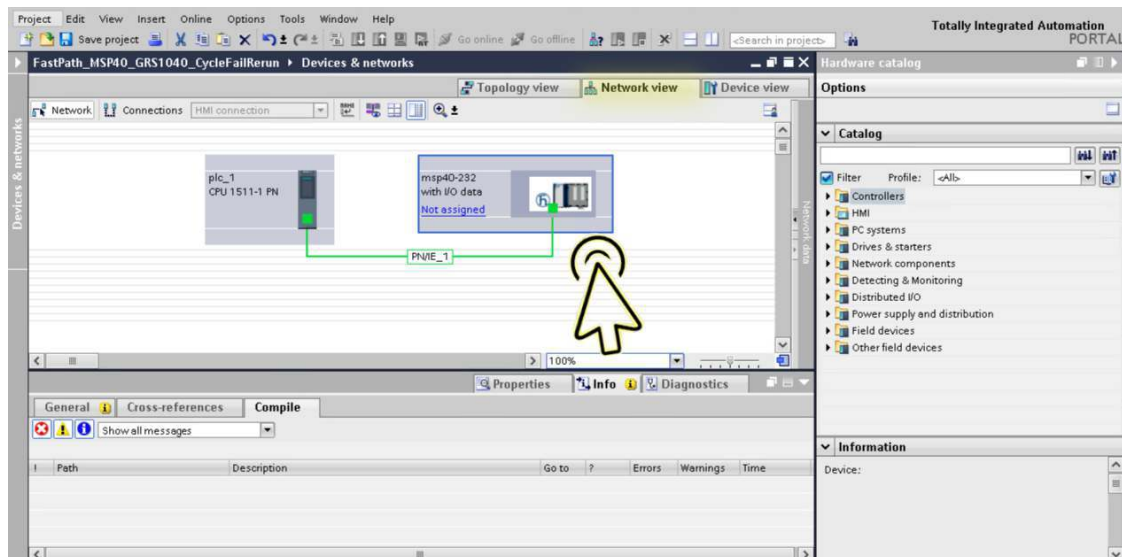 Project Edit View Insert Online Options Tools Window Help
Totally Integrated Automation
PORTAL
Save project Go online Go offline <Search in project>
FastPath_MSP40_GRS1040_CycleFailRerun Devices & networks
Hardware catalog
Topology view Network view Device view
Options
Network Connections HMI connection
Devices & networks
Catalog
Filter Profile: <All>
plc_1
CPU 1511-1 PN
msp40-232
with I/O data
Not assigned
PN/IE_1
Network data
Controllers
HMI
PC systems
Drives & starters
Network components
Detecting & Monitoring
Distributed I/O
Power supply and distribution
Field devices
Other field devices
100%
Properties Info Diagnostics
General Cross-references Compile
Show all messages
! Path Description Go to ? Errors Warnings Time
Information
Device: